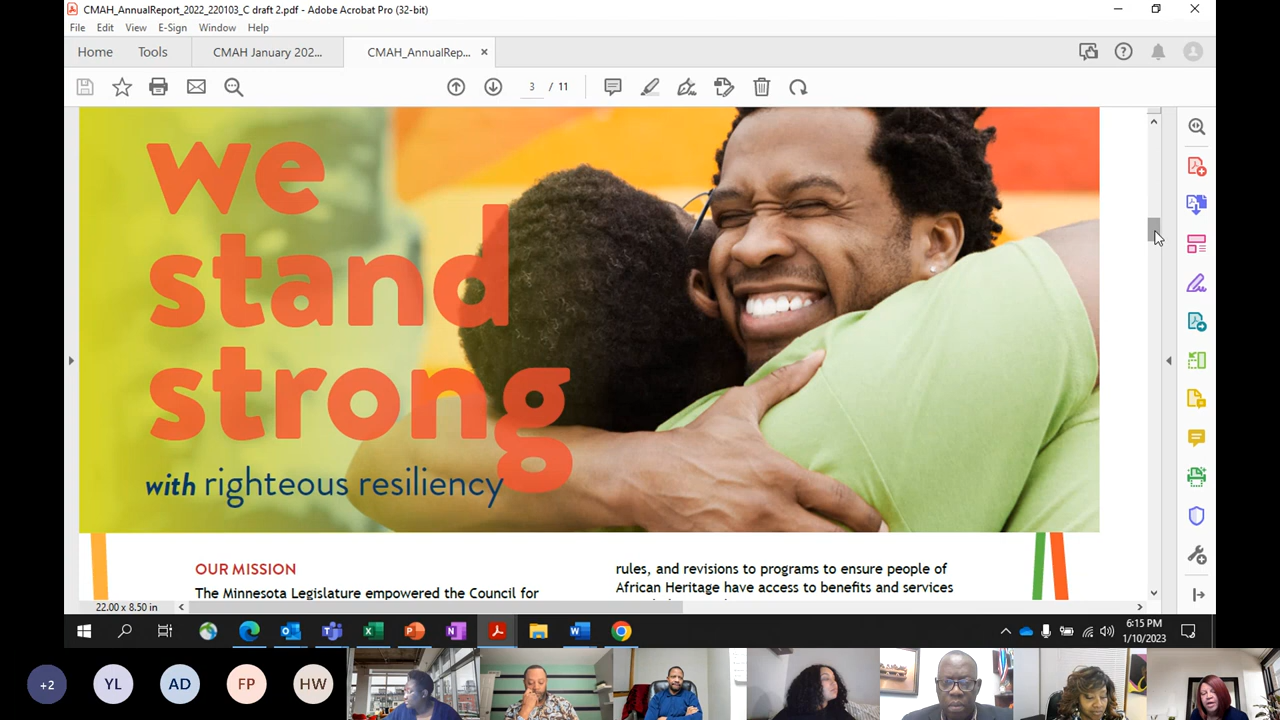 CMAH_AnnualReport_2022_220103_C draft 2.pdf - Adobe Acrobat Pro (32-bit)
File Edit View E-Sign Window Help
Home Tools CMAH January 202... CMAH_AnnualRep... ×
3 / 11
we
stand
strong
with righteous resiliency
OUR MISSION
The Minnesota Legislature empowered the Council for
rules, and revisions to programs to ensure people of
African Heritage have access to benefits and services
22.00 x 8.50 in
6:15 PM
1/10/2023
+2 YL AD FP HW